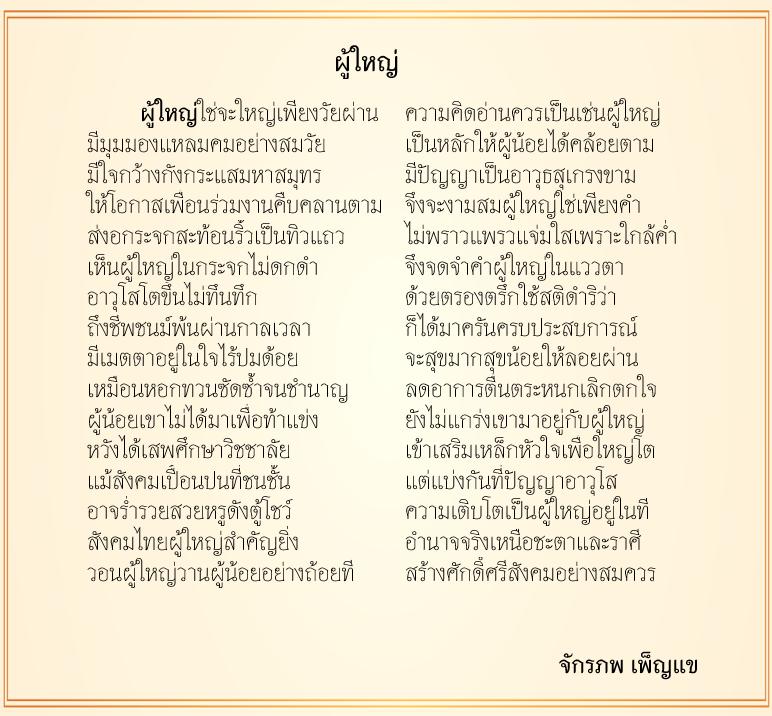 ผู้ใหญ่
ผู้ใหญ่ใช่จะใหญ่เพียงวัยผ่าน ความคิดอ่านควรเป็นเช่นผู้ใหญ่
มีมุมมองแหลมคมอย่างสมวัย เป็นหลักให้ผู้น้อยได้คล้อยตาม
มีใจกว้างกังกระแสมหาสมุทร มีปัญญาเป็นอาวุธสุเกรงขาม
ให้โอกาสเพื่อนร่วมงานคืบคลานตาม จึงจะงามสมผู้ใหญ่ใช่เพียงคำ
ส่งอกระจกสะท้อนริ้วเป็นทิวแถว ไม่พราวแพรวแจ่มใสเพราะใกล้ค่ำ
เห็นผู้ใหญ่ในกระจกไม่ดกดำ จึงจดจำคำผู้ใหญ่ในแววตา
อาวุโสโตขึ้นไม่ทึนทึก ด้วยตรองตรึกใช้สติดำริว่า
ถึงชีพชนม์พ้นผ่านกาลเวลา ก็ได้มาครันครบประสบการณ์
มีเมตตาอยู่ในใจไร้ปมด้อย จะสุขมากสุขน้อยให้ลอยผ่าน
เหมือนหอกทวนซัดซ้ำจนชำนาญ ลดอาการตื่นตระหนกเลิกตกใจ
ผู้น้อยเขาไม่ได้มาเพื่อท้าแข่ง ยังไม่แกร่งเขามาอยู่กับผู้ใหญ่
หวังได้เสพศึกษาวิชชาลัย เข้าเสริมเหล็กหัวใจเพื่อใหญ่โต
แม้สังคมเปื้อนปนที่ชนชั้น แต่แบ่งกันที่ปัญญาอาวุโส
อาจร่ำรวยสวยหรูดังตู้โชว์ ความเติบโตเป็นผู้ใหญ่อยู่ในที
สังคมไทยผู้ใหญ่สำคัญยิ่ง อำนาจจริงเหนือชะตาและราศี
วอนผู้ใหญ่วานผู้น้อยอย่างถ้อยที สร้างศักดิ์ศรีสังคมอย่างสมควร
จักรภพ เพ็ญแข